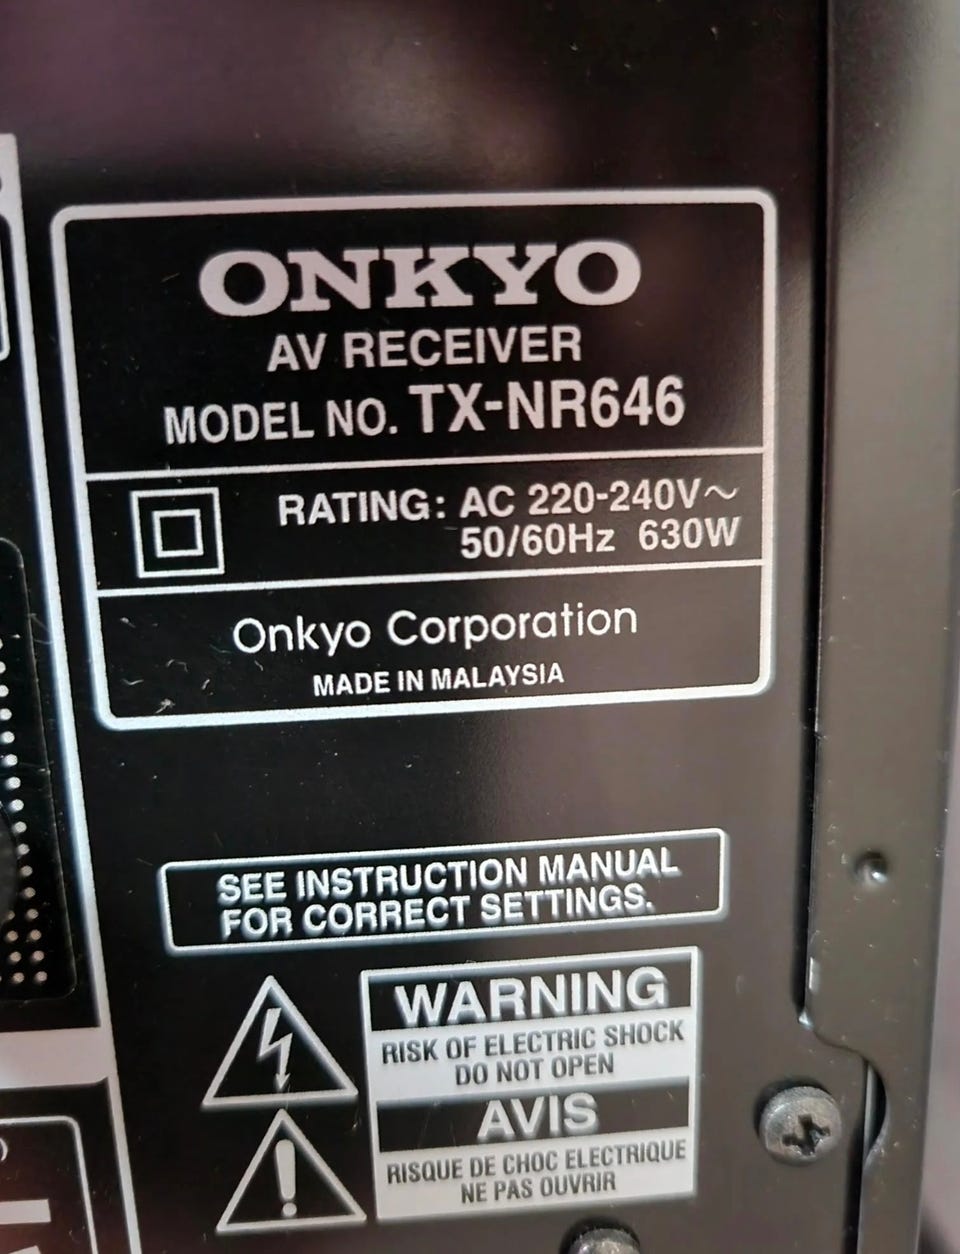 ONKYO
AV RECEIVER
MODEL NO. TX-NR646
RATING: AC 220-240V～
50/60Hz 630W
Onkyo Corporation
MADE IN MALAYSIA
SEE INSTRUCTION MANUAL
FOR CORRECT SETTINGS.
WARNING
RISK OF ELECTRIC SHOCK
DO NOT OPEN
AVIS
RISQUE DE CHOC ELECTRIQUE
NE PAS OUVRIR